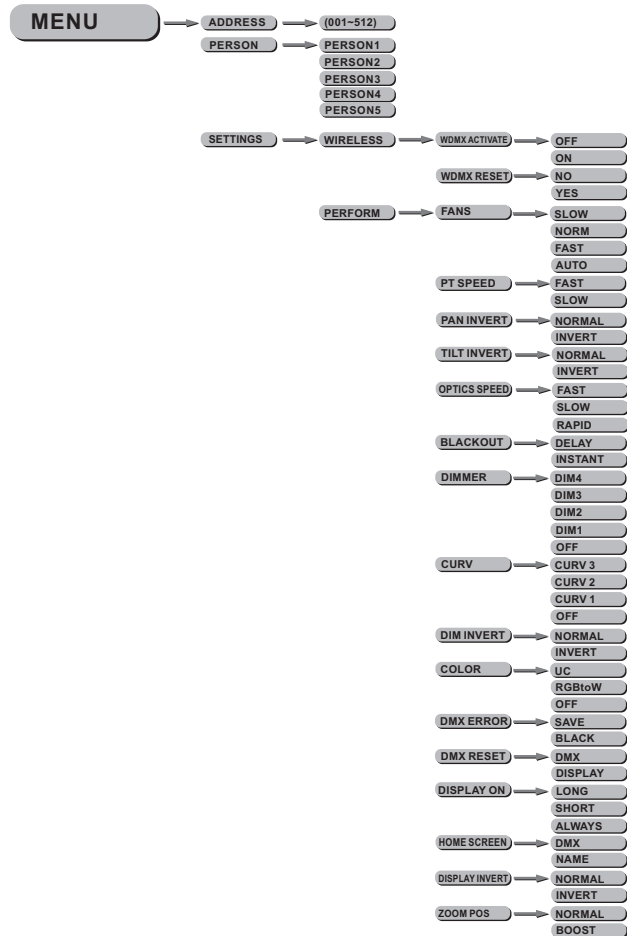 MENU ADDRESS (001~512)
PERSON PERSON1
PERSON2
PERSON3
PERSON4
PERSON5
SETTINGS WIRELESS WDMX ACTIVATE OFF
ON
WDMX RESET NO
YES
PERFORM FANS SLOW
NORM
FAST
AUTO
PT SPEED FAST
SLOW
PAN INVERT NORMAL
INVERT
TILT INVERT NORMAL
INVERT
OPTICS SPEED FAST
SLOW
RAPID
BLACKOUT DELAY
INSTANT
DIMMER DIM4
DIM3
DIM2
DIM1
OFF
CURV CURV 3
CURV 2
CURV 1
OFF
DIM INVERT NORMAL
INVERT
COLOR UC
RGBtoW
OFF
DMX ERROR SAVE
BLACK
DMX RESET DMX
DISPLAY
DISPLAY ON LONG
SHORT
ALWAYS
HOME SCREEN DMX
NAME
DISPLAY INVERT NORMAL
INVERT
ZOOM POS NORMAL
BOOST